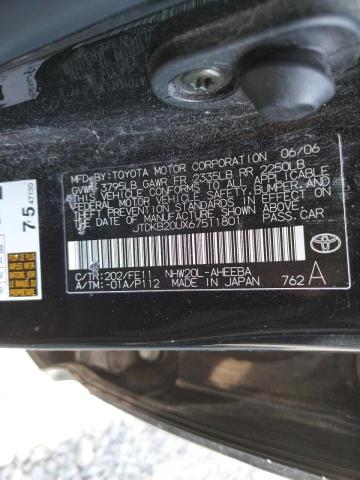 MFD.BY:TOYOTA MOTOR CORPORATION 06/06
GVWR 3795LB GAWR FR 2335LB RR 2250LB
THIS VEHICLE CONFORMS TO ALL APPLICABLE
FEDERAL MOTOR VEHICLE SAFETY, BUMPER, AND
THEFT PREVENTION STANDARDS IN EFFECT ON
THE DATE OF MANUFACTURE SHOWN ABOVE.
JTDKB20UX67511801 PASS.CAR
C/TR:202/FE11 NHW20L-AHEEBA
A/TM:-01A/P112 MADE IN JAPAN 762 A
TOYOTA
7/5 47130